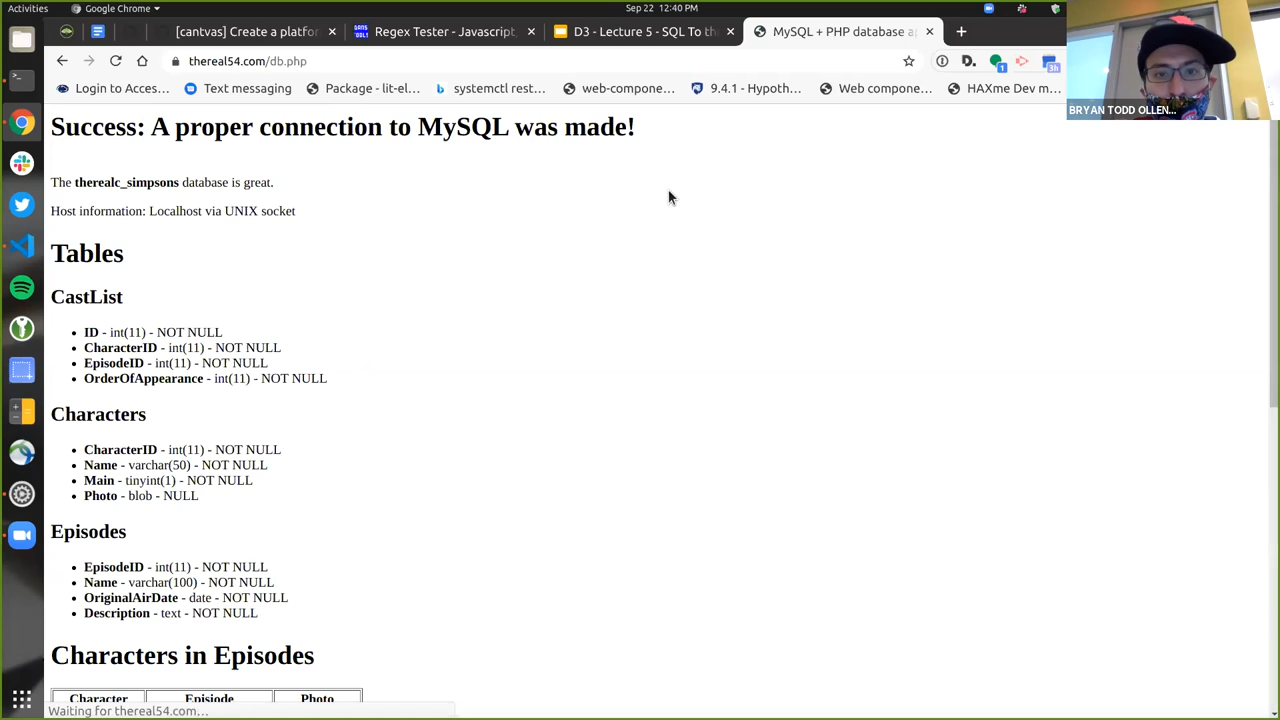 Activities
Google Chrome
Sep 22 12:40 PM
[cantvas] Create a platfor
Regex Tester - Javascript,
D3 - Lecture 5 - SQL To th
MySQL + PHP database a
thereal54.com/db.php
1
3h
Login to Acces...
Text messaging
Package - lit-el...
systemctl rest...
web-compone...
9.4.1 - Hypoth...
Web compone...
HAXme Dev m...
BRYAN TODD OLLEN...
Success: A proper connection to MySQL was made!
The therealc_simpsons database is great.
Host information: Localhost via UNIX socket
Tables
CastList
ID - int(11) - NOT NULL
CharacterID - int(11) - NOT NULL
EpisodeID - int(11) - NOT NULL
OrderOfAppearance - int(11) - NOT NULL
Characters
CharacterID - int(11) - NOT NULL
Name - varchar(50) - NOT NULL
Main - tinyint(1) - NOT NULL
Photo - blob - NULL
Episodes
EpisodeID - int(11) - NOT NULL
Name - varchar(100) - NOT NULL
OriginalAirDate - date - NOT NULL
Description - text - NOT NULL
Characters in Episodes
Character Episiode Photo
Waiting for thereal54.com...